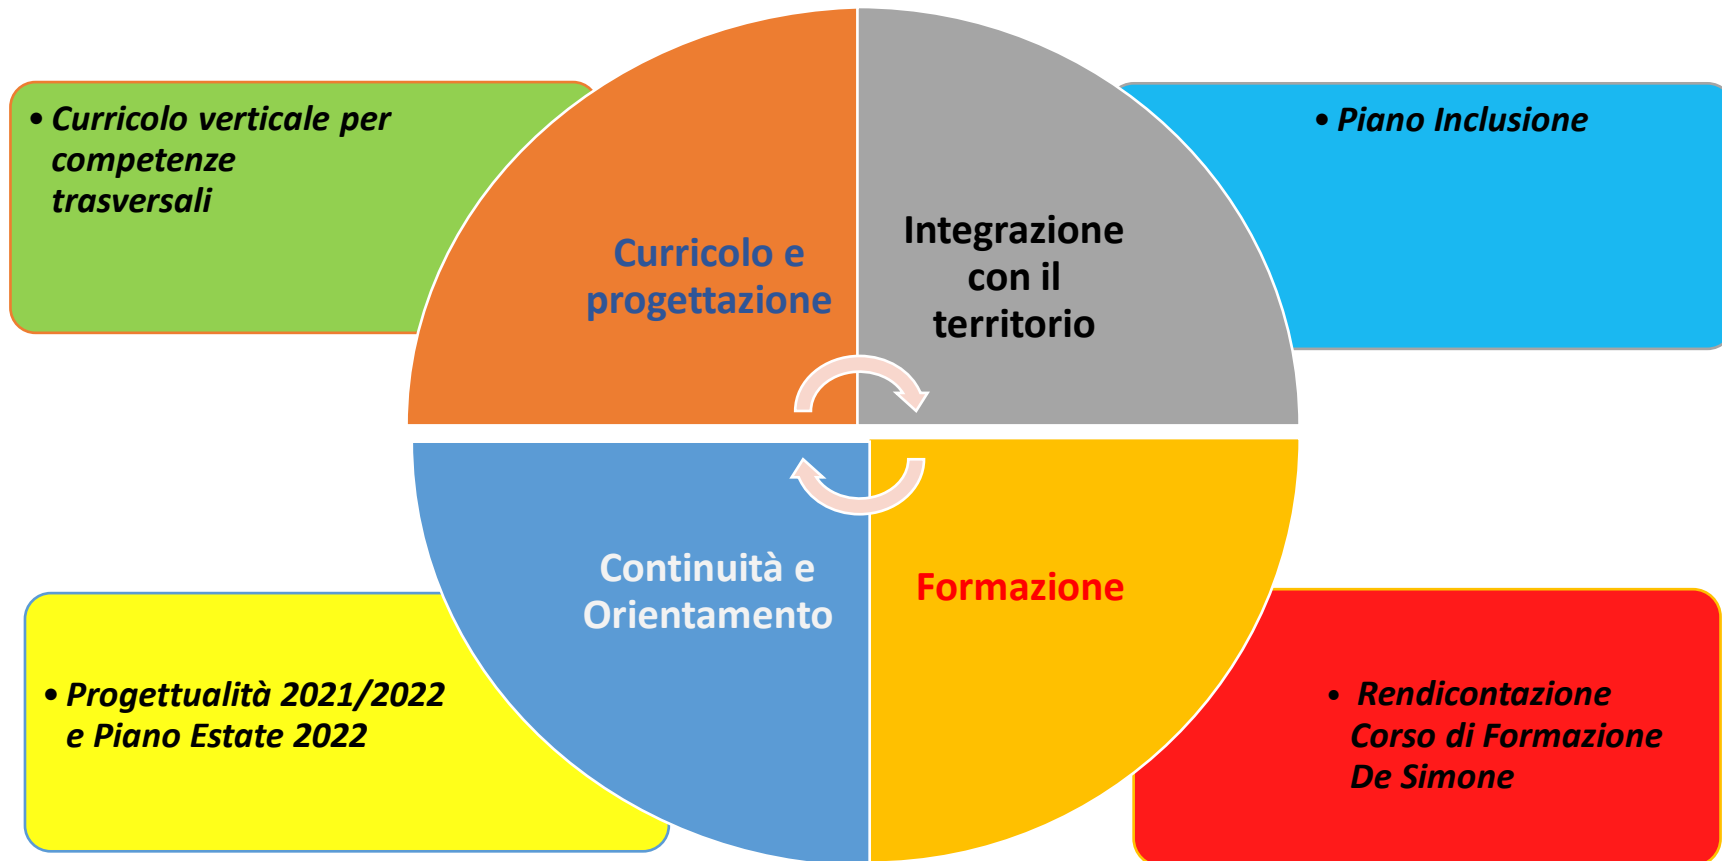 • Curricolo verticale per
competenze
trasversali
• Piano Inclusione
Curricolo e
progettazione
Integrazione
con il
territorio
Continuità e
Orientamento
Formazione
• Progettualità 2021/2022
e Piano Estate 2022
• Rendicontazione
Corso di Formazione
De Simone